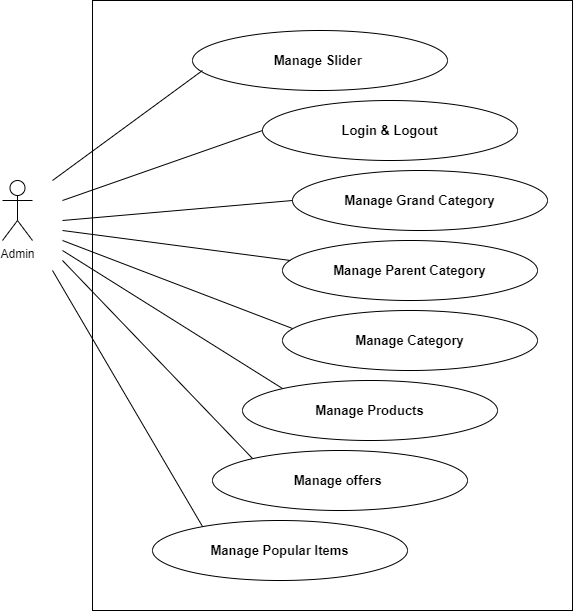 Manage Slider
Login & Logout
Manage Grand Category
Admin
Manage Parent Category
Manage Category
Manage Products
Manage offers
Manage Popular Items